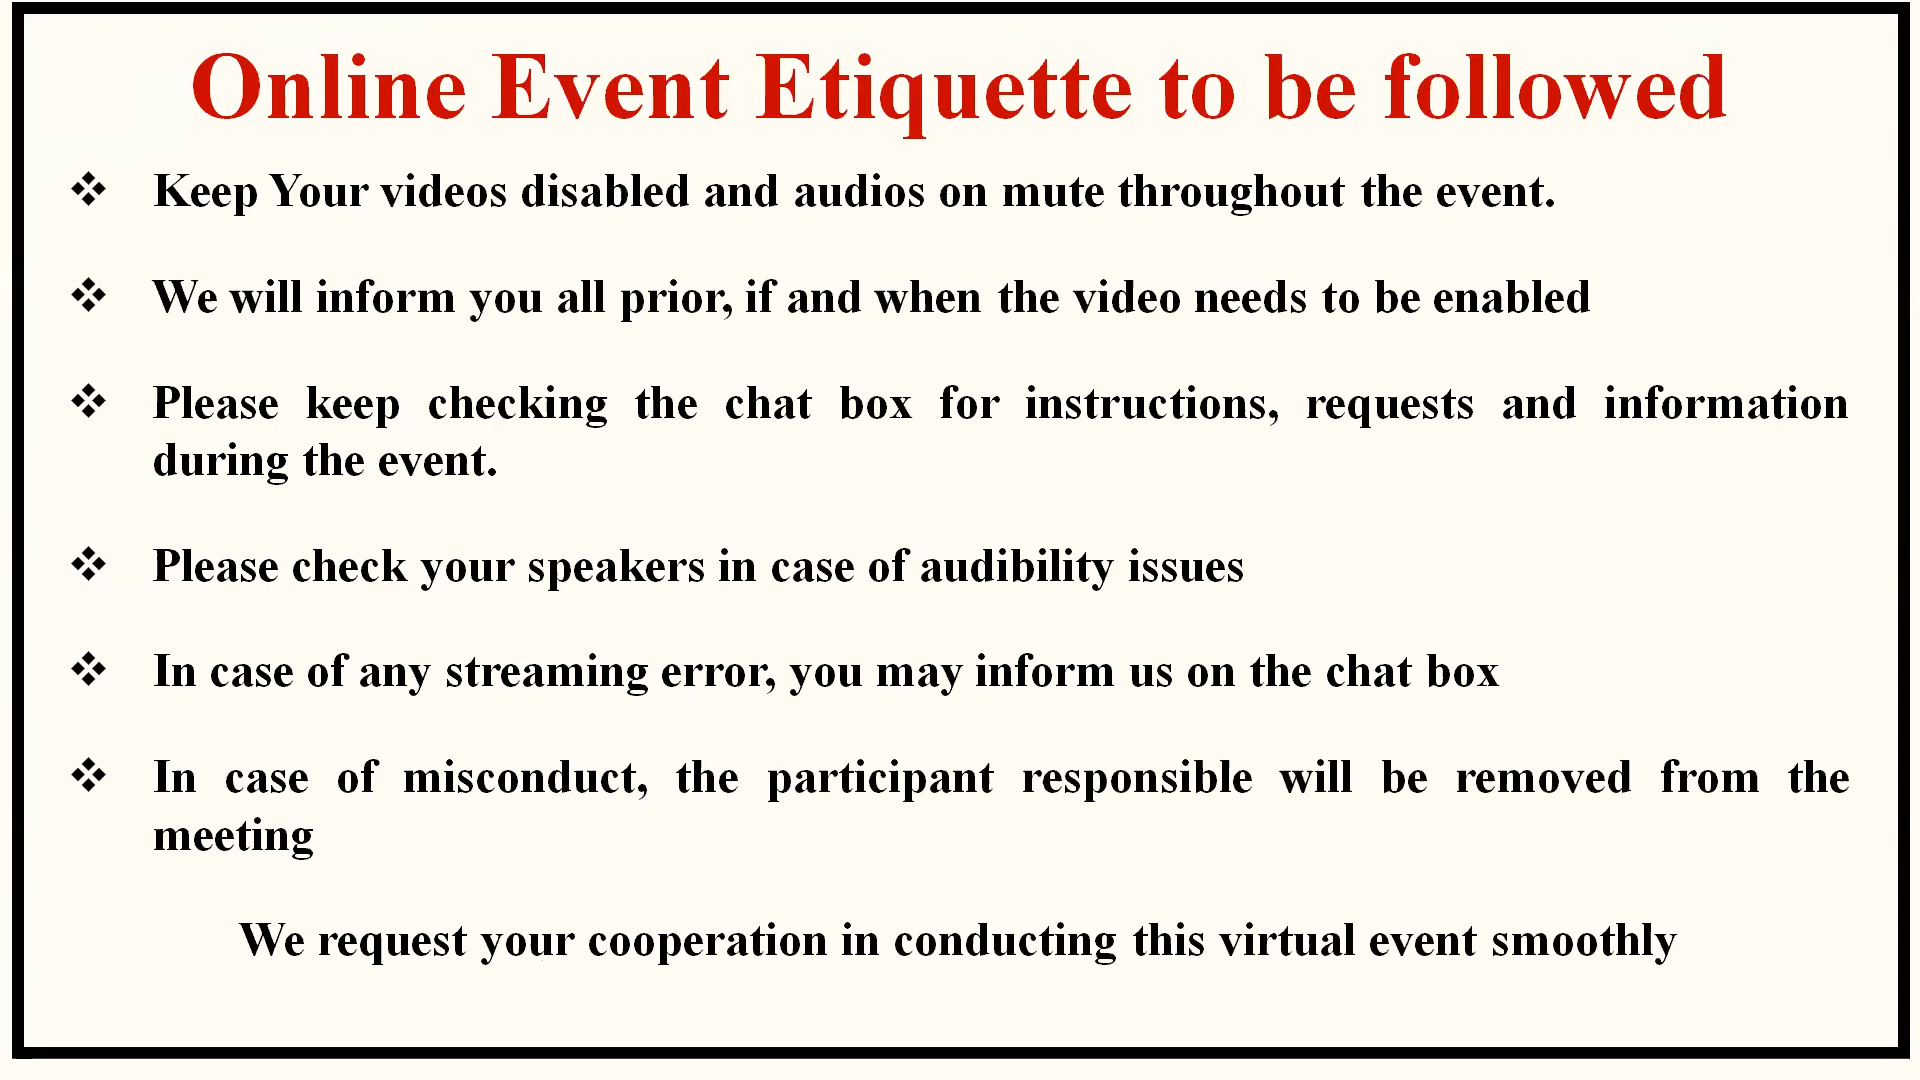 Online Event Etiquette to be followed
❖ Keep Your videos disabled and audios on mute throughout the event.
❖ We will inform you all prior, if and when the video needs to be enabled
❖ Please keep checking the chat box for instructions, requests and information
during the event.
❖ Please check your speakers in case of audibility issues
❖ In case of any streaming error, you may inform us on the chat box
❖ In case of misconduct, the participant responsible will be removed from the
meeting
We request your cooperation in conducting this virtual event smoothly